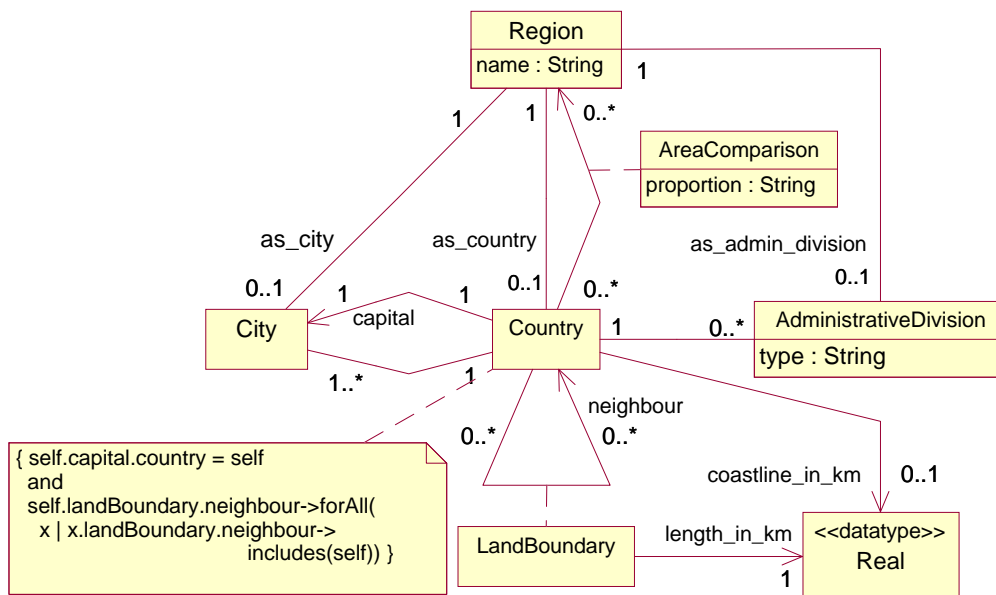 Region
name : String
1
1
1
0..*
AreaComparison
proportion : String
as_city
as_country
as_admin_division
0..1
0..1
0..*
0..1
1
capital
1
City
Country
1
0..*
AdministrativeDivision
type : String
1..*
1
neighbour
0..*
0..*
{ self.capital.country = self
and
self.landBoundary.neighbour->forAll(
x | x.landBoundary.neighbour->
includes(self)) }
coastline_in_km
0..1
LandBoundary
length_in_km
1
<<datatype>>
Real